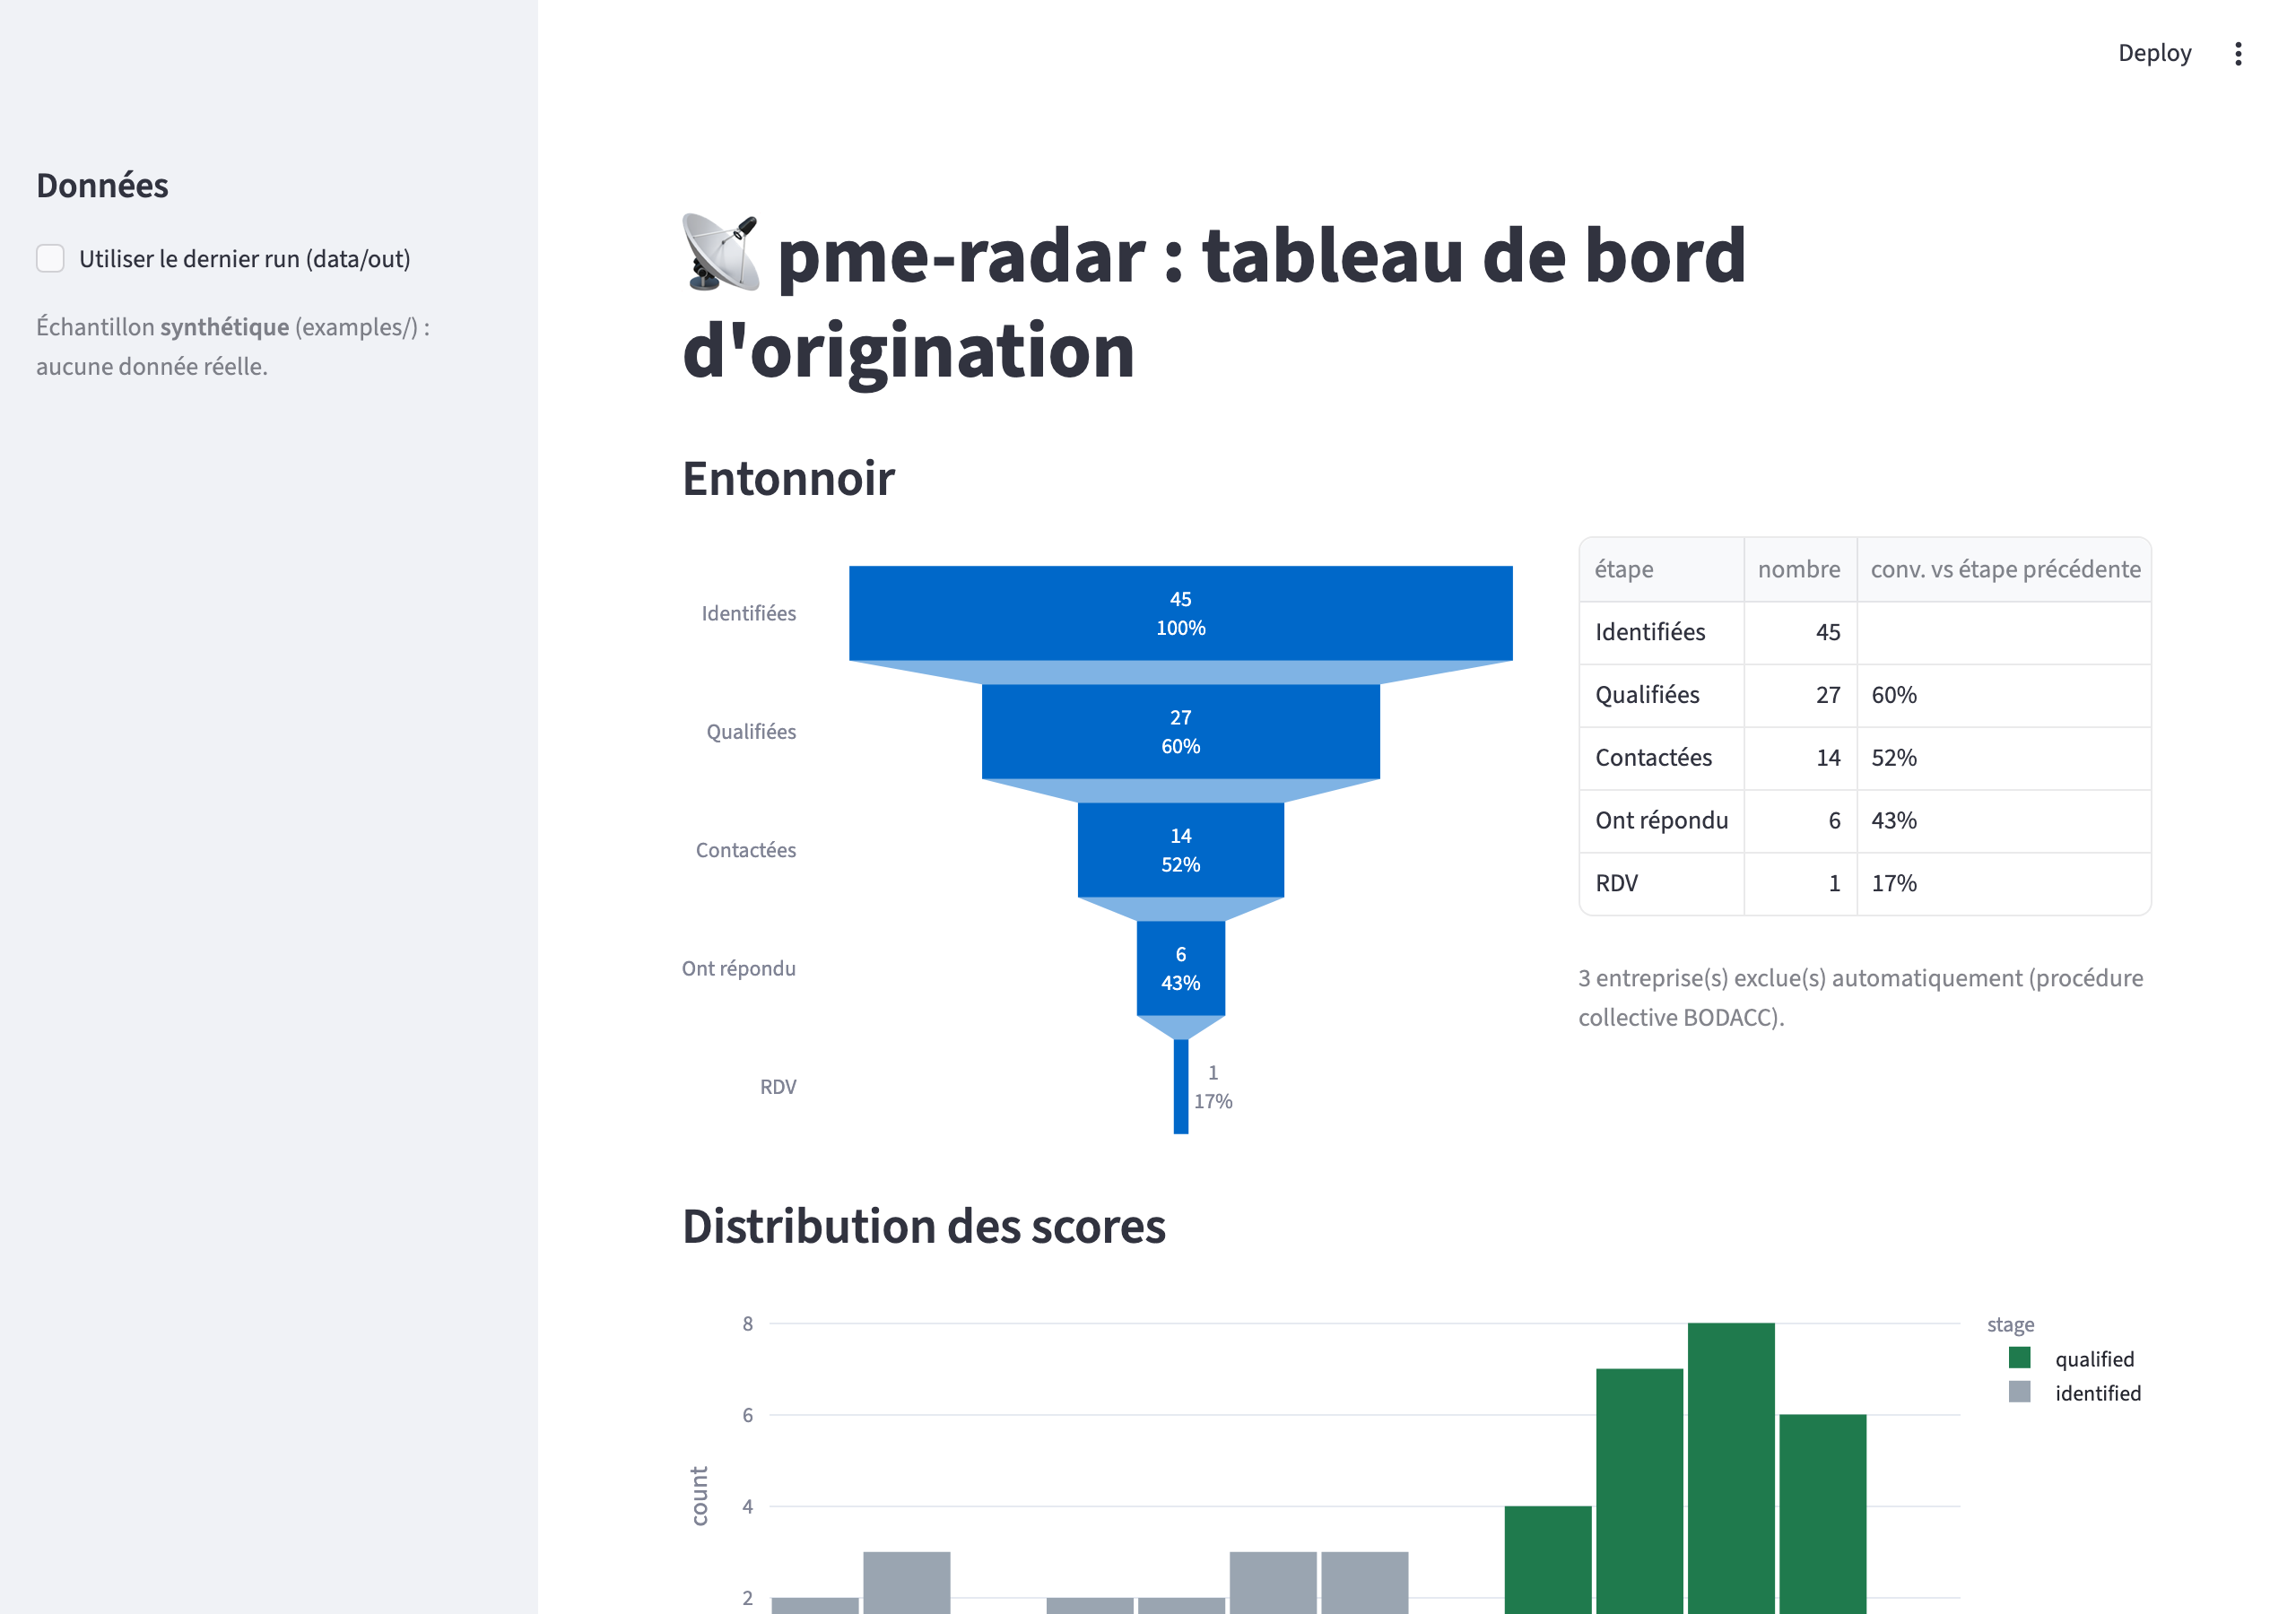 Deploy
Données
Utiliser le dernier run (data/out)
Échantillon synthétique (examples/) :
aucune donnée réelle.
pme-radar : tableau de bord
d'origination
Entonnoir
Identifiées
45
100%
Qualifiées
27
60%
Contactées
14
52%
Ont répondu
6
43%
RDV
1
17%
étape nombre conv. vs étape précédente
Identifiées 45
Qualifiées 27 60%
Contactées 14 52%
Ont répondu 6 43%
RDV 1 17%
3 entreprise(s) exclue(s) automatiquement (procédure
collective BODACC).
Distribution des scores
8
6
4
2
count
stage
qualified
identified